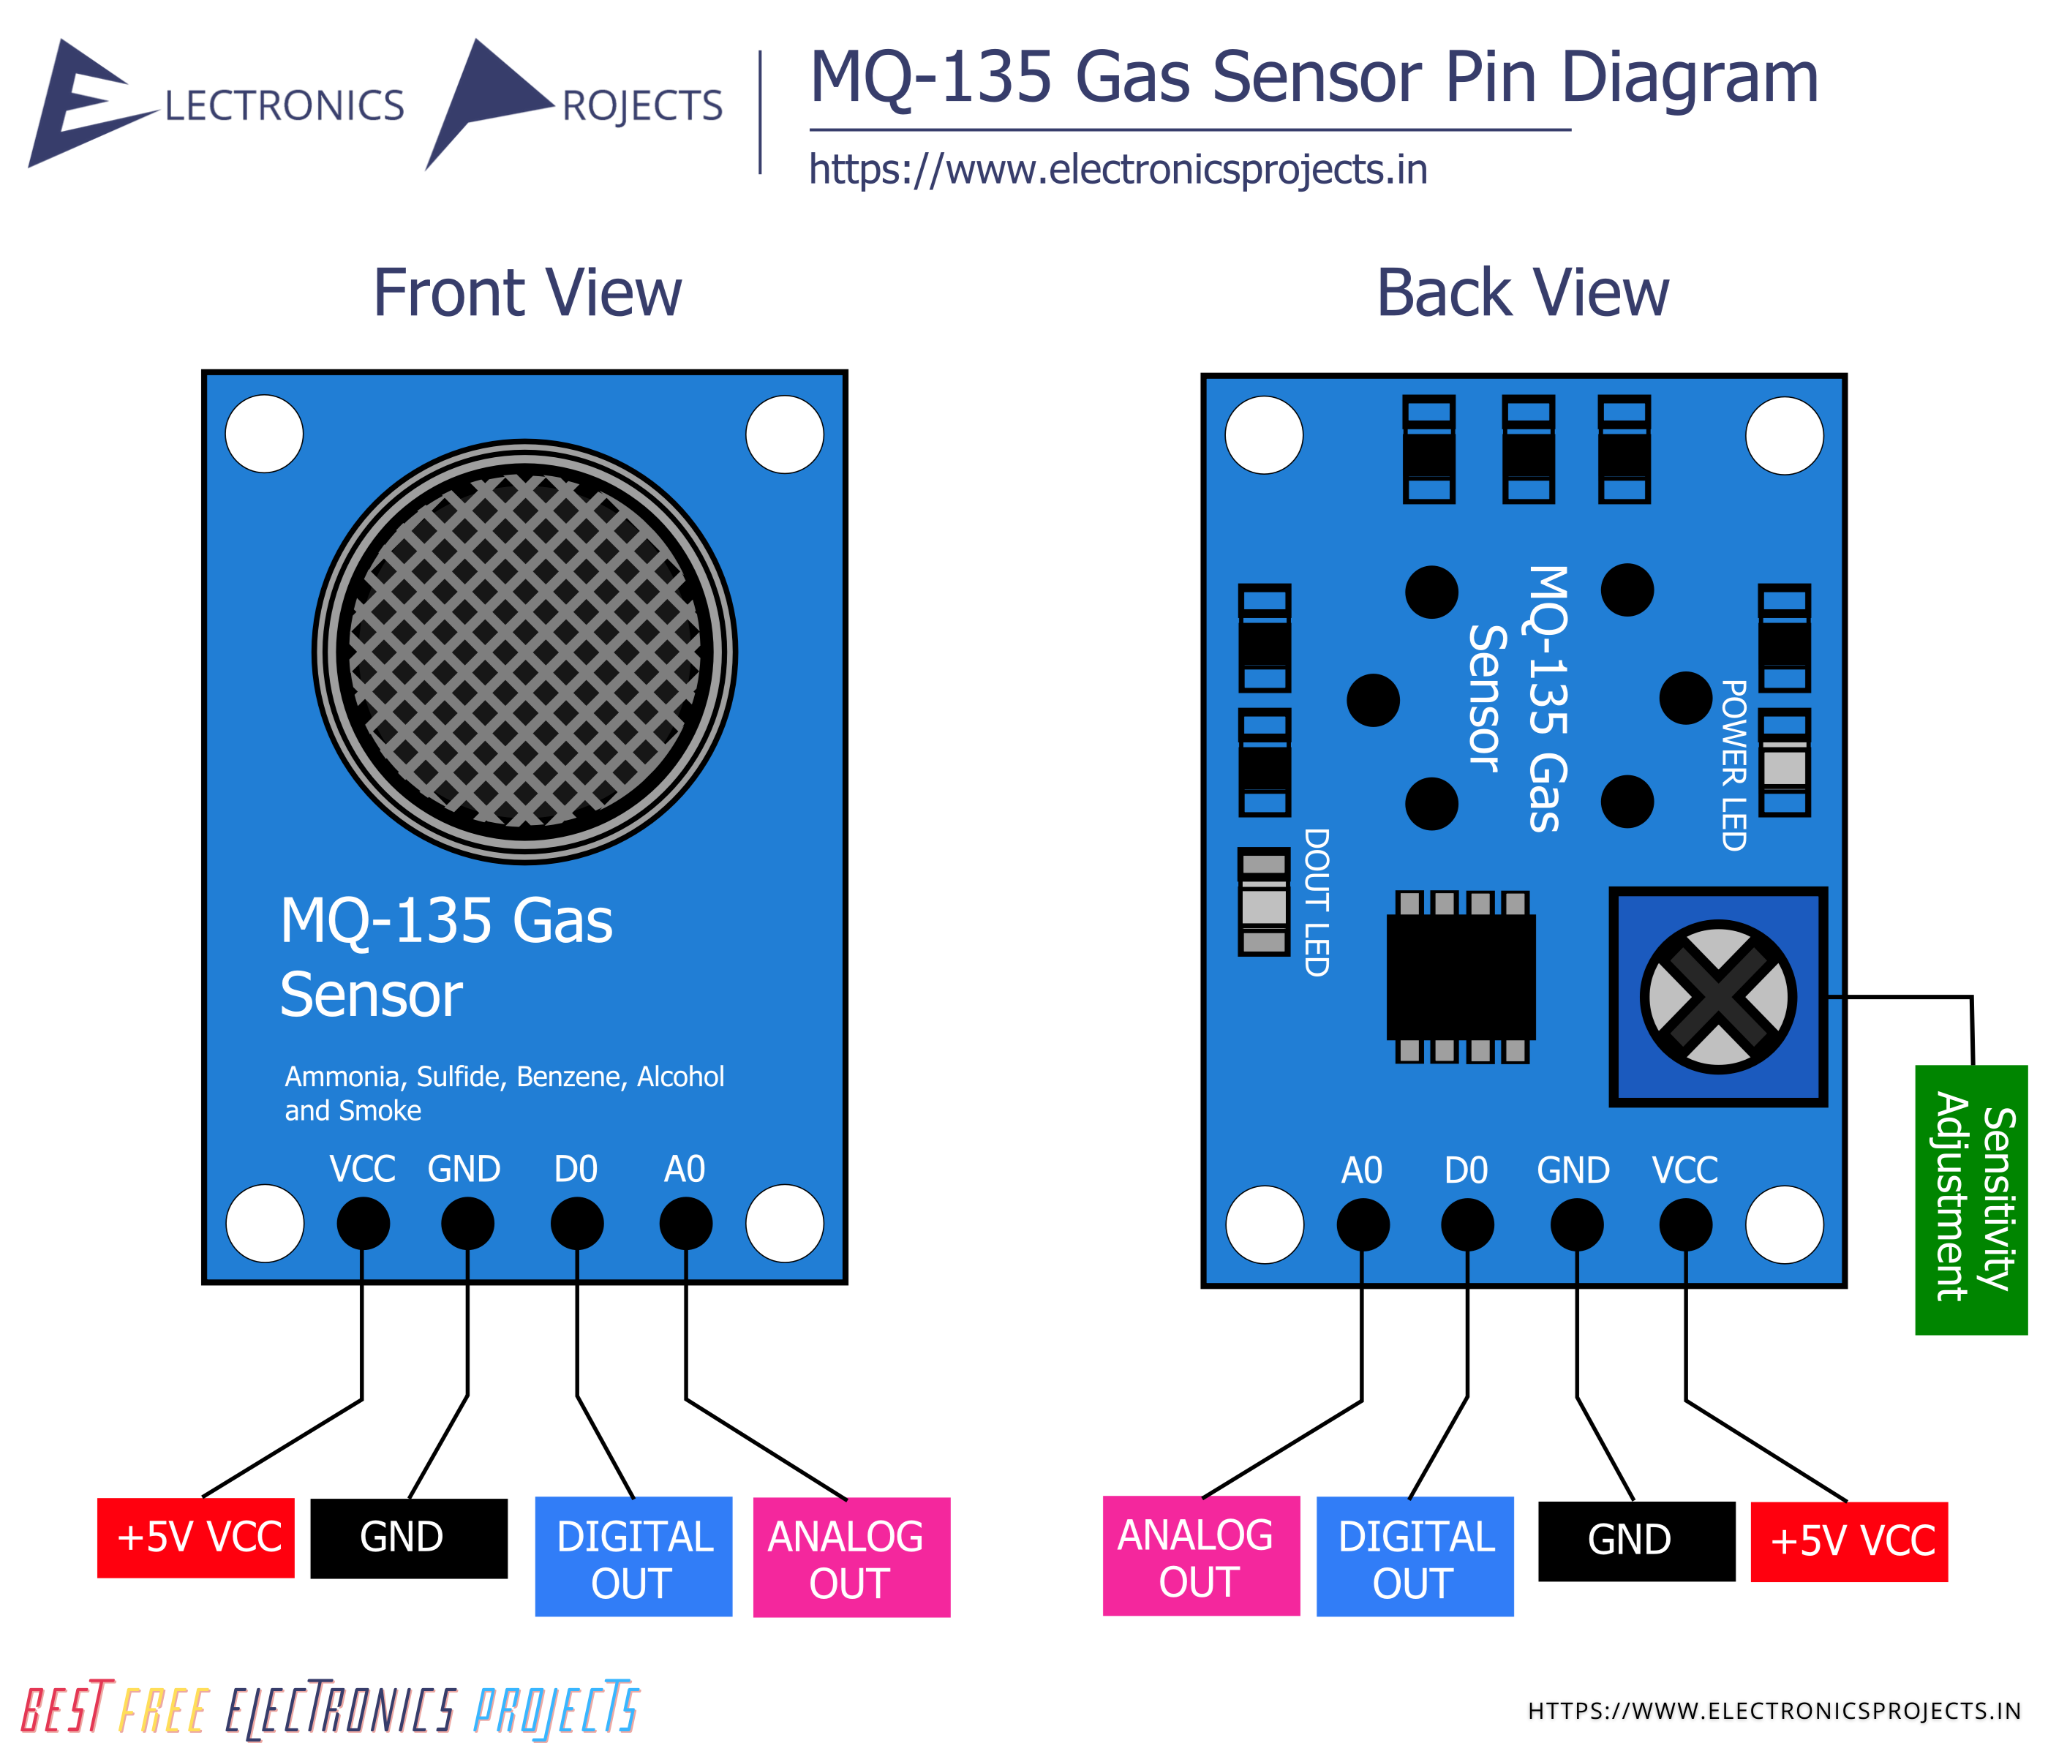 ELECTRONICS PROJECTS
MQ-135 Gas Sensor Pin Diagram
https://www.electronicsprojects.in
Front View
Back View
MQ-135 Gas
Sensor
Ammonia, Sulfide, Benzene, Alcohol
and Smoke
VCC GND D0 A0
+5V VCC
GND
DIGITAL
OUT
ANALOG
OUT
MQ-135 Gas
Sensor
POWER LED
DOUT LED
Sensitivity
Adjustment
A0 D0 GND VCC
ANALOG
OUT
DIGITAL
OUT
GND
+5V VCC
BEST FREE ELECTRONICS PROJECTS
HTTPS://WWW.ELECTRONICSPROJECTS.IN